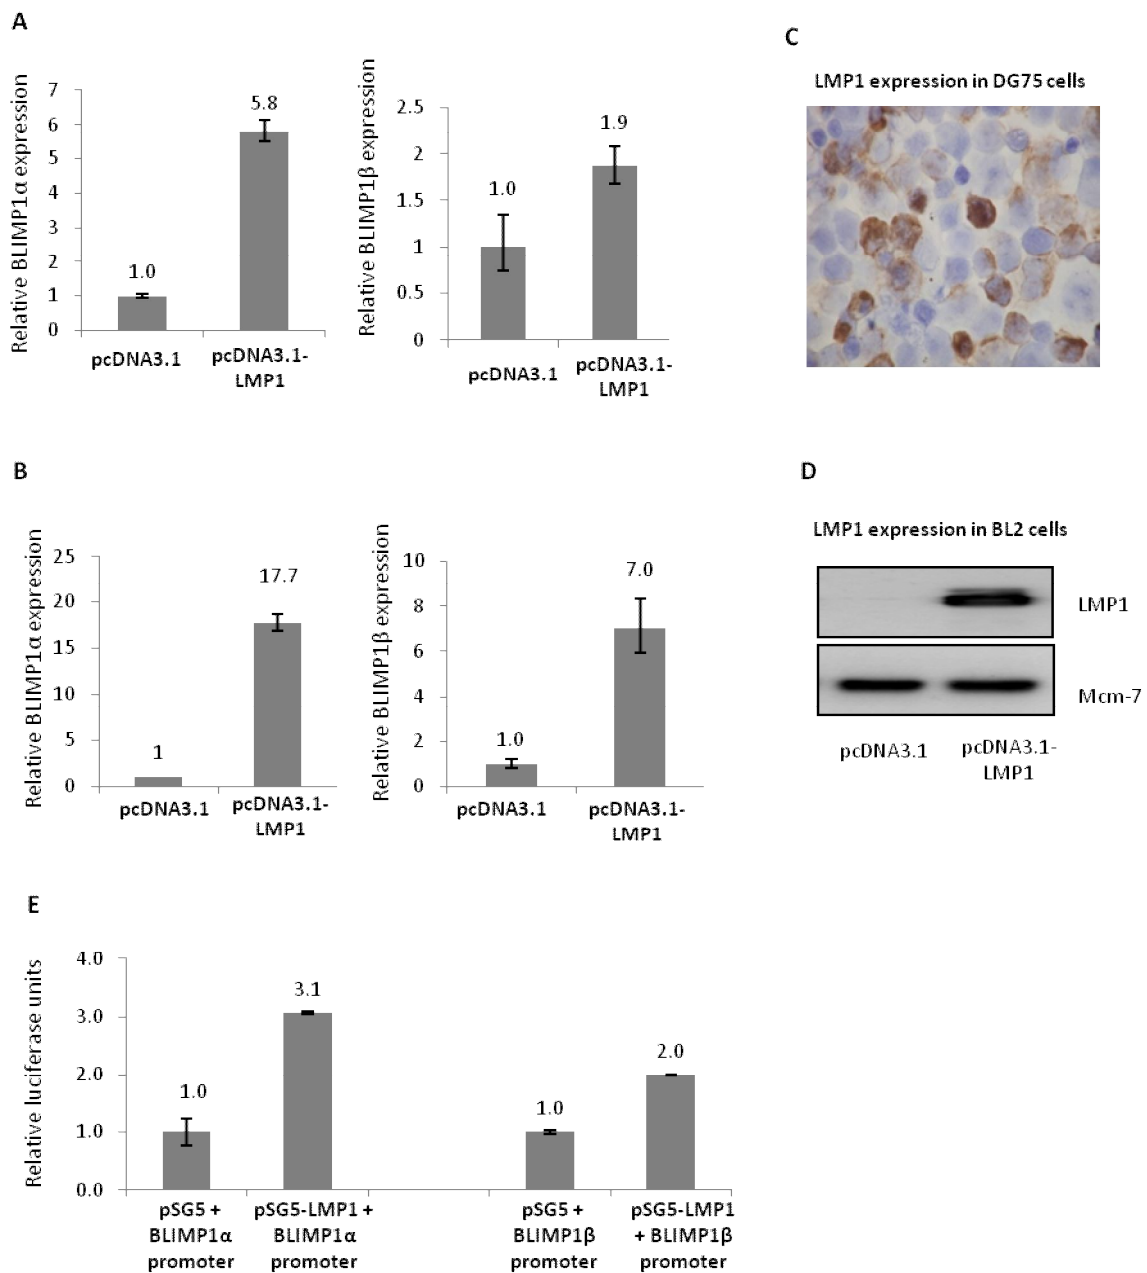 A
Relative BLIMP1α expression
7
6
5
4
3
2
1
0
1.0
5.8
pcDNA3.1
pcDNA3.1-
LMP1
Relative BLIMP1β expression
2.5
2
1.5
1
0.5
0
1.0
1.9
pcDNA3.1
pcDNA3.1-
LMP1
C
LMP1 expression in DG75 cells
B
Relative BLIMP1α expression
25
20
15
10
5
0
1
17.7
pcDNA3.1
pcDNA3.1-
LMP1
Relative BLIMP1β expression
10
8
6
4
2
0
1.0
7.0
pcDNA3.1
pcDNA3.1-
LMP1
D
LMP1 expression in BL2 cells
LMP1
Mcm-7
pcDNA3.1
pcDNA3.1-
LMP1
E
Relative luciferase units
4.0
3.0
2.0
1.0
0.0
1.0
3.1
1.0
2.0
pSG5 +
BLIMP1α
promoter
pSG5-LMP1 +
BLIMP1α
promoter
pSG5 +
BLIMP1β
promoter
pSG5-LMP1
+ BLIMP1β
promoter